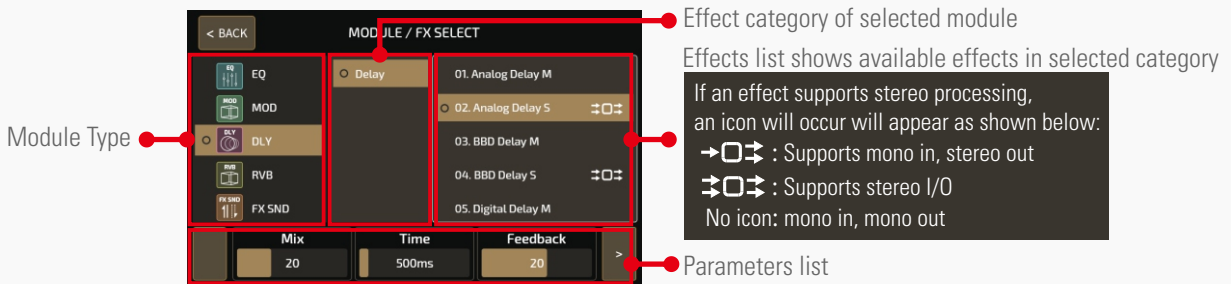 < BACK
MODULE / FX SELECT
EQ
EQ
MOD
MOD
DLY
DLY
RVB
RVB
FX SND
FX SND
Delay
01. Analog Delay M
02. Analog Delay S
03. BBD Delay M
04. BBD Delay S
05. Digital Delay M
Mix
20
Time
500ms
Feedback
20
>
Module Type
Effect category of selected module
Effects list shows available effects in selected category
If an effect supports stereo processing,
an icon will occur will appear as shown below:
: Supports mono in, stereo out
: Supports stereo I/O
No icon: mono in, mono out
Parameters list